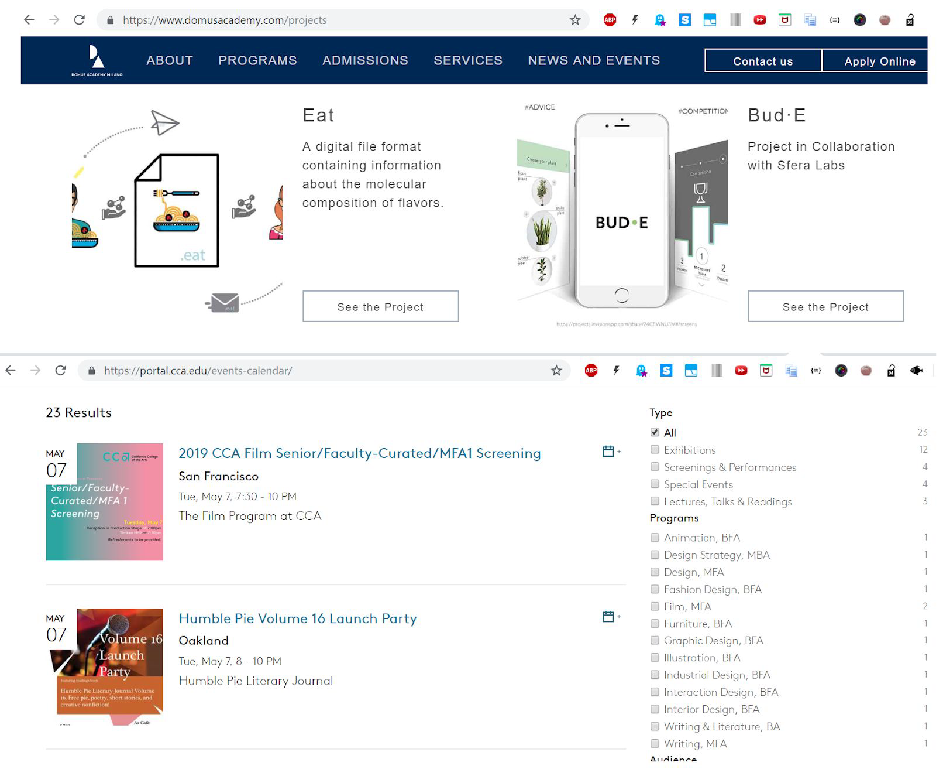 https://www.domusacademy.com/projects
ABP
DOMUS ACADEMY MILANO
ABOUT PROGRAMS ADMISSIONS SERVICES NEWS AND EVENTS Contact us Apply Online
Eat
A digital file format
containing information
about the molecular
composition of flavors.
.eat
See the Project
#ADVICE
#COMPETITION
BUD•E
Bud·E
Project in Collaboration
with Sfera Labs
See the Project
https://portal.cca.edu/events-calendar/
ABP
23 Results
MAY
07
cca
Senior/Faculty-
Curated/MFA 1
Screening
2019 CCA Film Senior/Faculty-Curated/MFA1 Screening
San Francisco
Tue, May 7, 7:30 - 10 PM
The Film Program at CCA
MAY
07
Volume 16
Launch
Party
Humble Pie Volume 16 Launch Party
Oakland
Tue, May 7, 8 - 10 PM
Humble Pie Literary Journal
Type
All 23
Exhibitions 12
Screenings & Performances 4
Special Events 4
Lectures, Talks & Readings 3
Programs
Animation, BFA 1
Design Strategy, MBA 1
Design, MFA 1
Fashion Design, BFA 1
Film, MFA 2
Furniture, BFA 1
Graphic Design, BFA 1
Illustration, BFA 1
Industrial Design, BFA 1
Interaction Design, BFA 1
Interior Design, BFA 1
Writing & Literature, BA 1
Writing, MFA 1
Audience